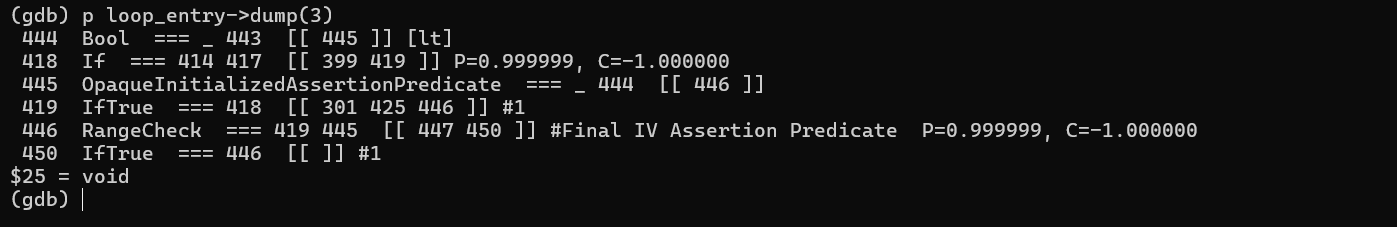 (gdb) p loop_entry->dump(3)
 444  Bool  === _ 443  [[ 445 ]] [lt]
 418  If  === 414 417  [[ 399 419 ]] P=0.999999, C=-1.000000
 445  OpaqueInitializedAssertionPredicate  === _ 444  [[ 446 ]]
 419  IfTrue  === 418  [[ 301 425 446 ]] #1
 446  RangeCheck  === 419 445  [[ 447 450 ]] #Final IV Assertion Predicate  P=0.999999, C=-1.000000
 450  IfTrue  === 446  [[ ]] #1
$25 = void
(gdb)